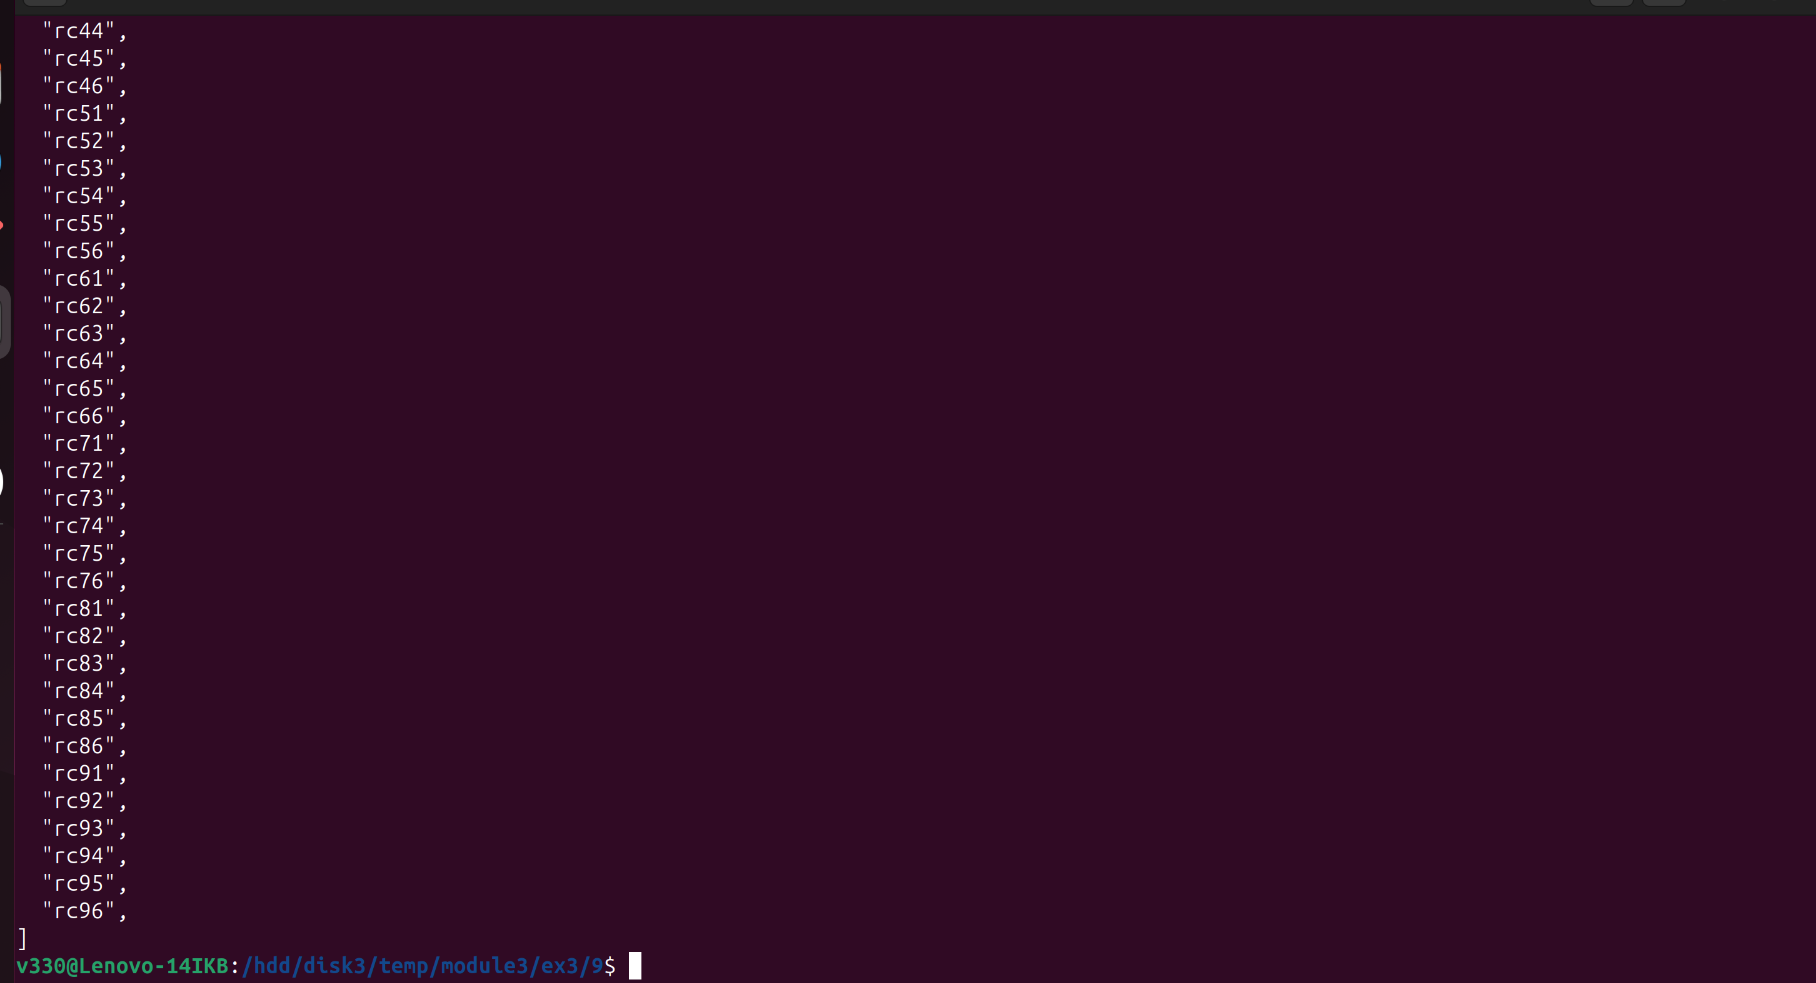 "rc44",
"rc45",
"rc46",
"rc51",
"rc52",
"rc53",
"rc54",
"rc55",
"rc56",
"rc61",
"rc62",
"rc63",
"rc64",
"rc65",
"rc66",
"rc71",
"rc72",
"rc73",
"rc74",
"rc75",
"rc76",
"rc81",
"rc82",
"rc83",
"rc84",
"rc85",
"rc86",
"rc91",
"rc92",
"rc93",
"rc94",
"rc95",
"rc96",
]
v330@Lenovo-14IKB:/hdd/disk3/temp/module3/ex3/9$